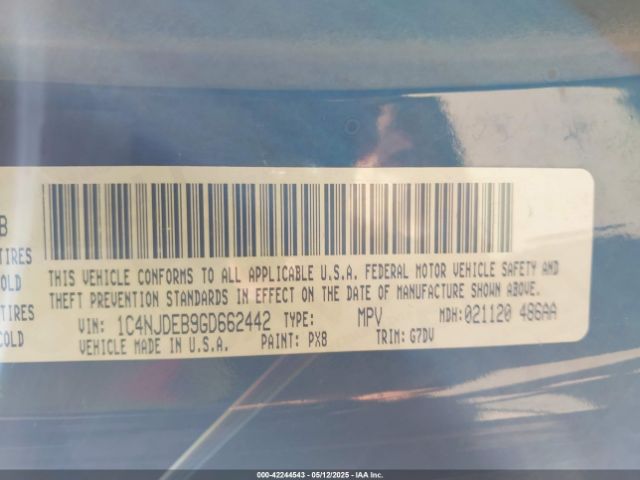 B
TIRES
COLD
TIRES
COLD
THIS VEHICLE CONFORMS TO ALL APPLICABLE U.S.A. FEDERAL MOTOR VEHICLE SAFETY AND
THEFT PREVENTION STANDARDS IN EFFECT ON THE DATE OF MANUFACTURE SHOWN ABOVE.
VIN: 1C4NJDEB9GD662442 TYPE: MPV MDH: 021120 486AA
VEHICLE MADE IN U.S.A. PAINT: PX8 TRIM: G7DV
000-42244543 - 05/12/2025 - IAA Inc.